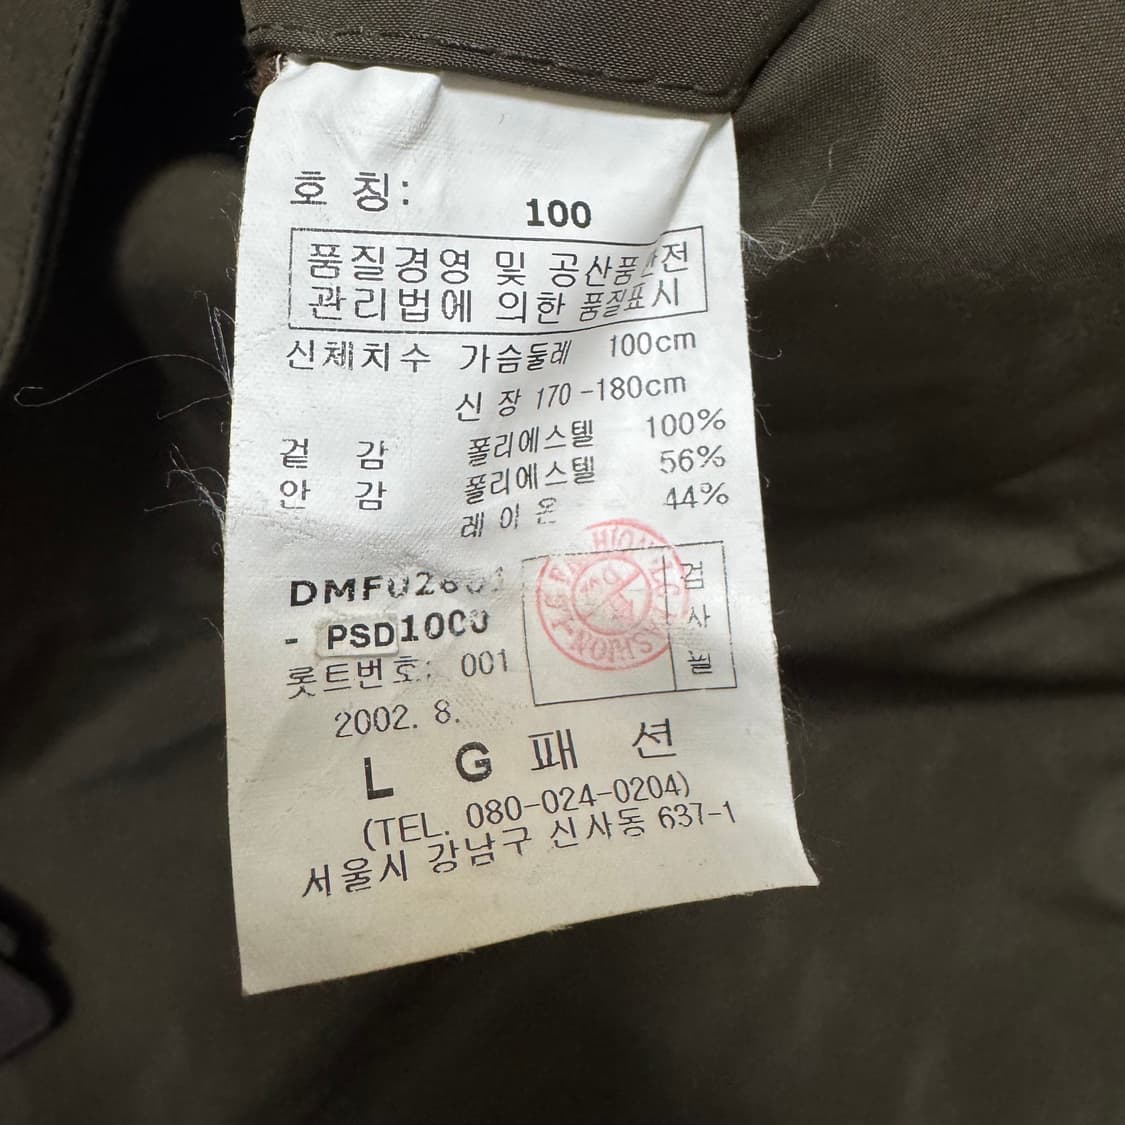 호 칭: 100
품질경영 및 공산품안전
관리법에 의한 품질표시
신체치수 가슴둘레 100cm
신 장 170-180cm
겉 감 폴리에스텔 100%
안 감 폴리에스텔 56%
레이온 44%
- PSD1000
롯트번호: 001
2002. 8.
검사필
L G 패 션
(TEL. 080-024-0204)
서울시 강남구 신사동 637-1